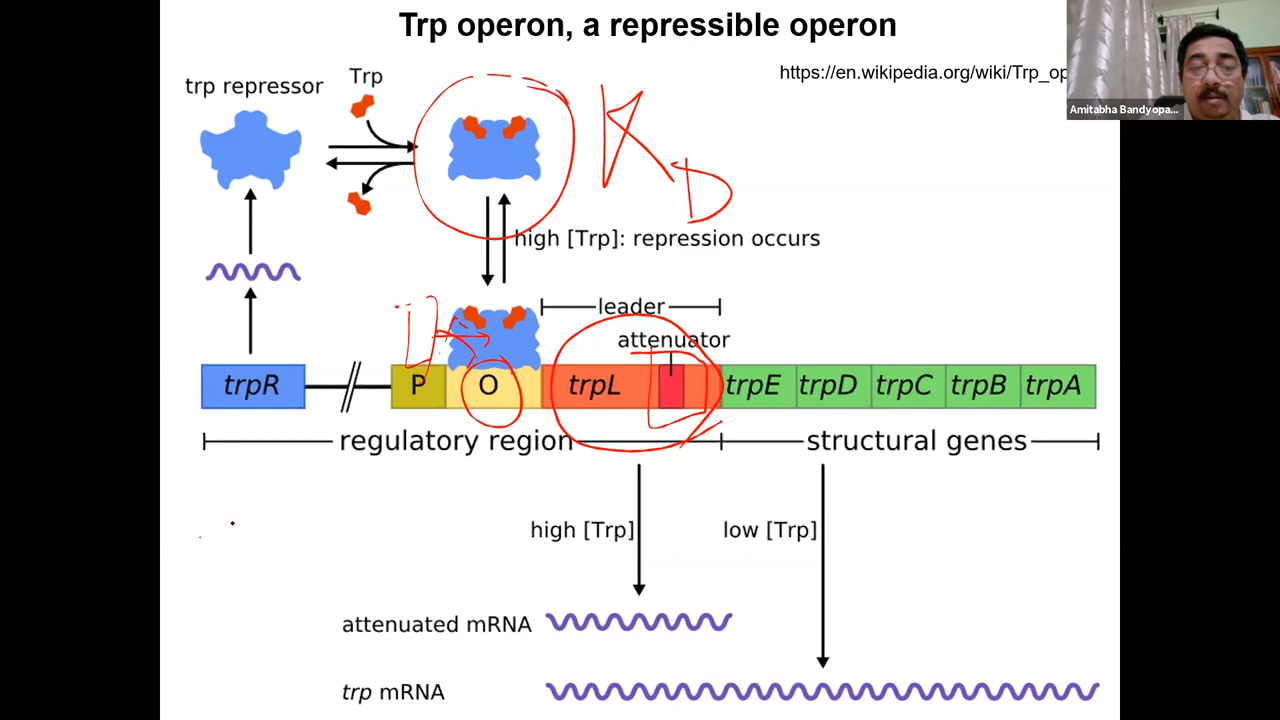 Trp operon, a repressible operon
https://en.wikipedia.org/wiki/Trp_op
Amitabha Bandyopa...
trp repressor
Trp
K
D
high [Trp]: repression occurs
leader
attenuator
trpR
P
O
trpL
trpE
trpD
trpC
trpB
trpA
regulatory region
structural genes
high [Trp]
low [Trp]
attenuated mRNA
trp mRNA